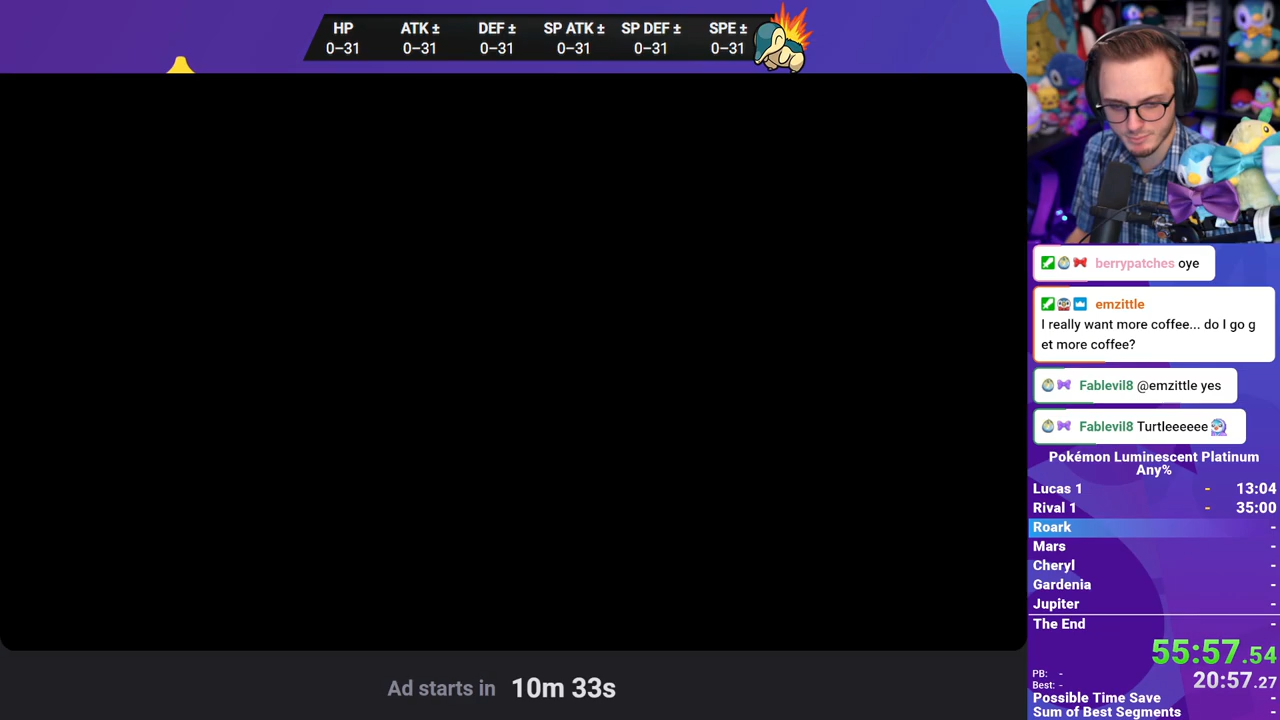 HP ATK ± DEF ± SP ATK ± SP DEF ± SPE ±
0–31 0–31 0–31 0–31 0–31 0–31
berrypatches oye
emzittle
I really want more coffee... do I go g
et more coffee?
Fablevil8 @emzittle yes
Fablevil8 Turtleeeeee
Pokémon Luminescent Platinum
Any%
Lucas 1 - 13:04
Rival 1 - 35:00
Roark -
Mars -
Cheryl -
Gardenia -
Jupiter -
The End -
55:57.54
PB: -
Best: - 20:57.27
Possible Time Save -
Sum of Best Segments -
Ad starts in 10m 33s